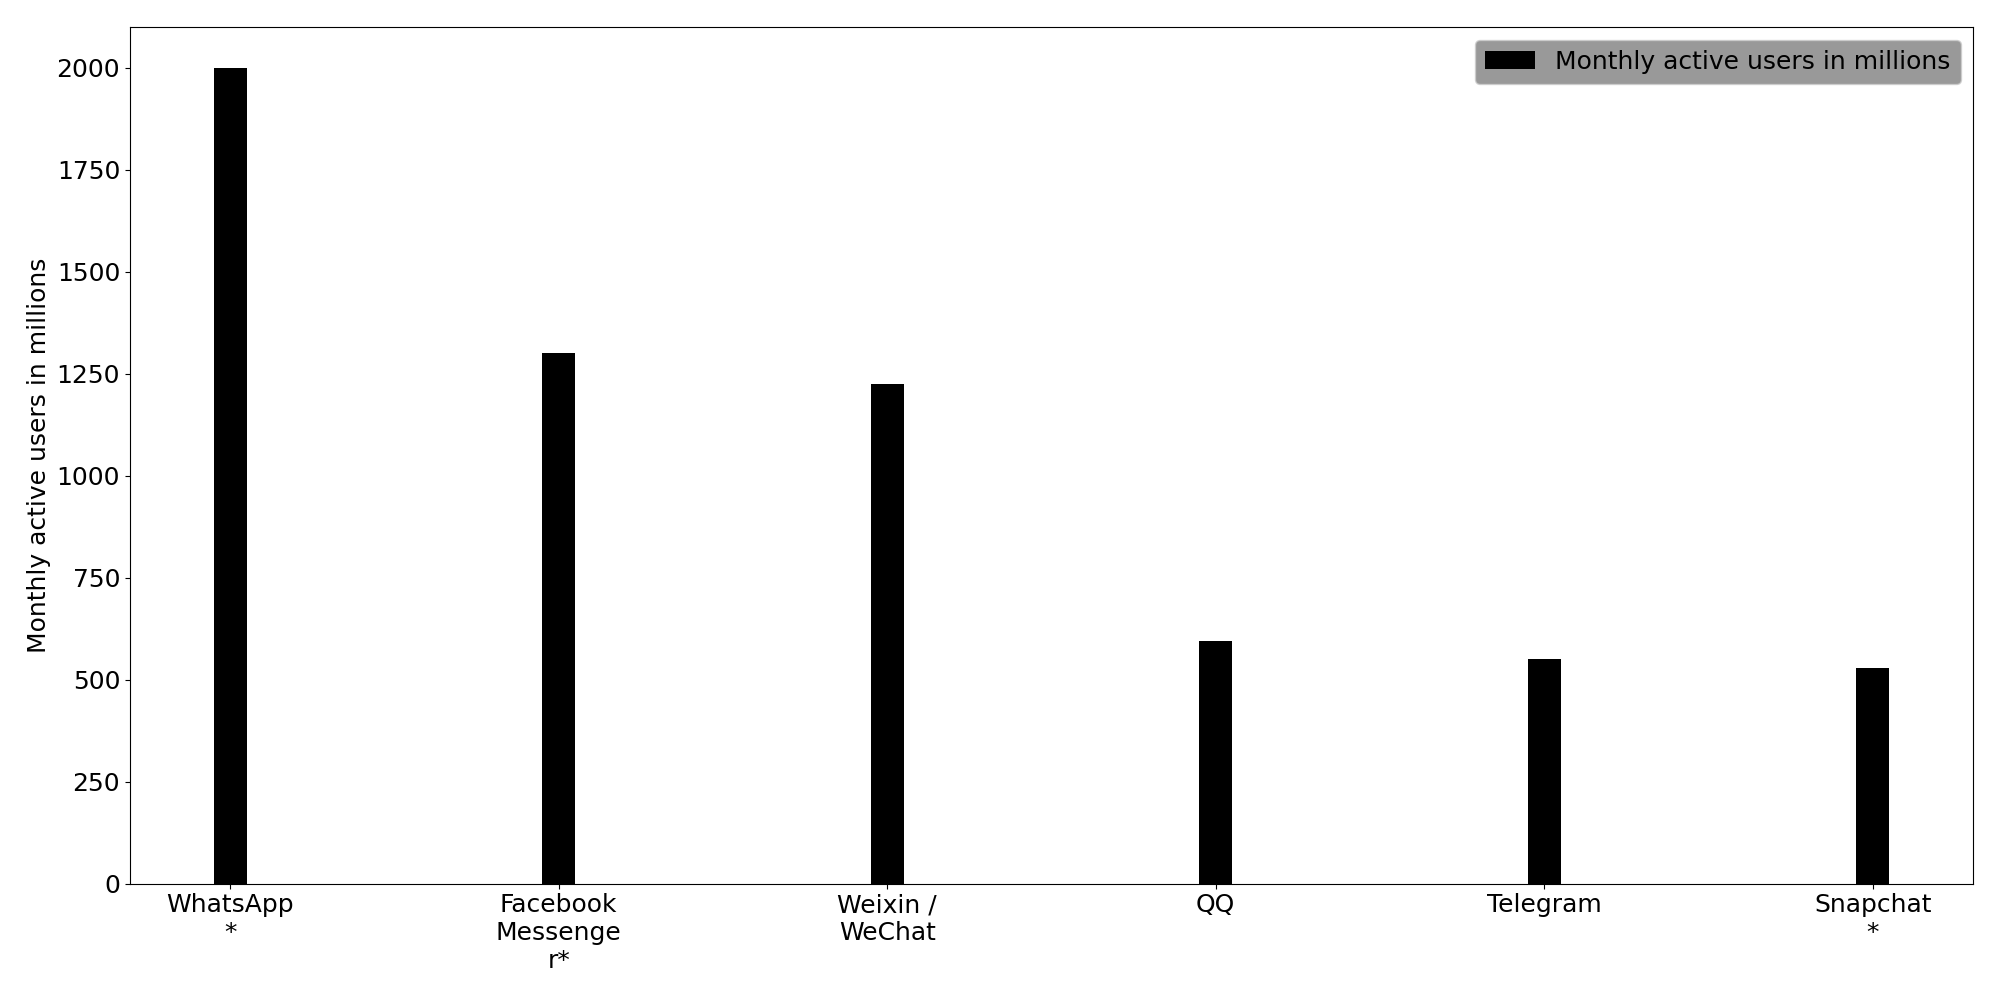 Monthly active users in millions
Monthly active users in millions
2000
1750
1500
1250
1000
750
500
250
0
WhatsApp
*
Facebook
Messenge
r*
Weixin /
WeChat
QQ
Telegram
Snapchat
*